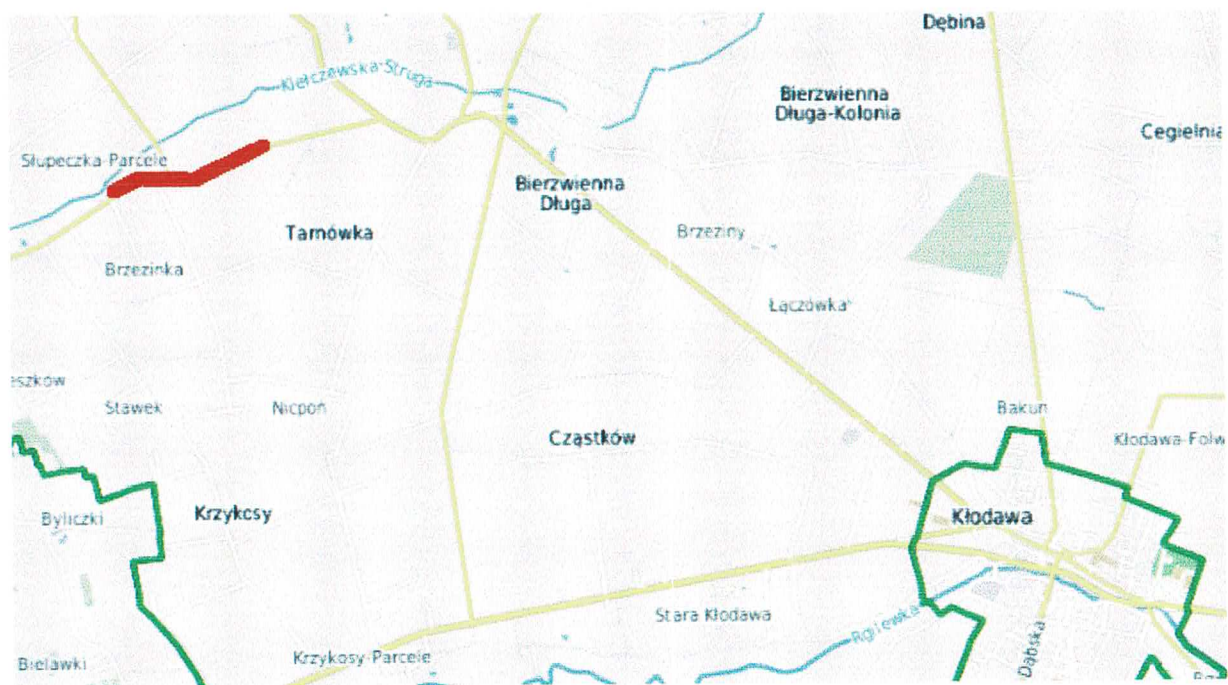 Dębina
Kiełczewska-Struga
Bierzwienna
Długa-Kolonia
Cegielnia
Słupeczka-Parcele
Bierzwienna
Długa
Tarnówka
Brzeziny
Brzezinka
Łączówka
eszków
Stawek
Nicpoń
Bakun
Cząstków
Kłodawa-Folw
Byliczki
Krzykosy
Kłodawa
Stara Kłodawa
Rgilewka
Dąbska
Krzykosy-Parcele
Bielawki